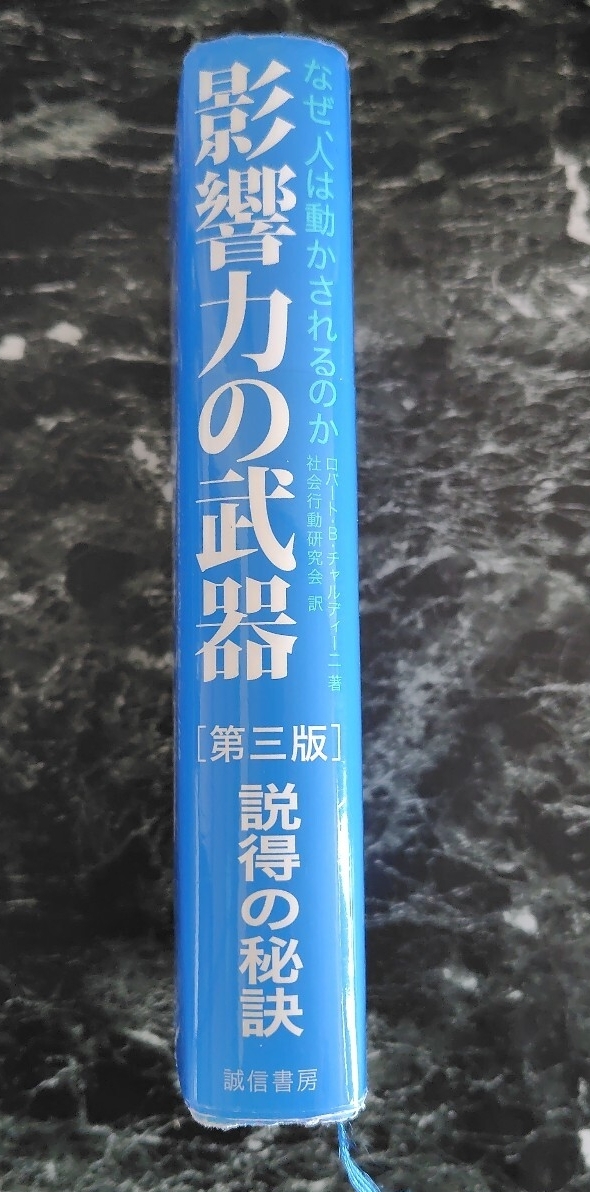 なぜ、人は動かされるのか
影響力の武器
ロバート・B・チャルディーニ 著
社会行動研究会 訳
[第三版]
説得の秘訣
誠信書房